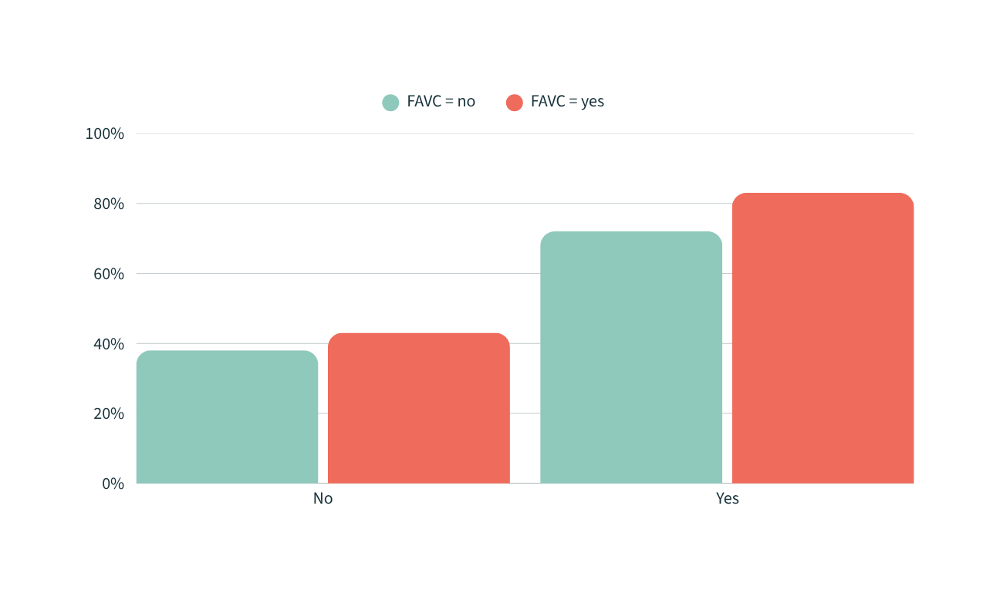 FAVC = no
FAVC = yes
100%
80%
60%
40%
20%
0%
No
Yes